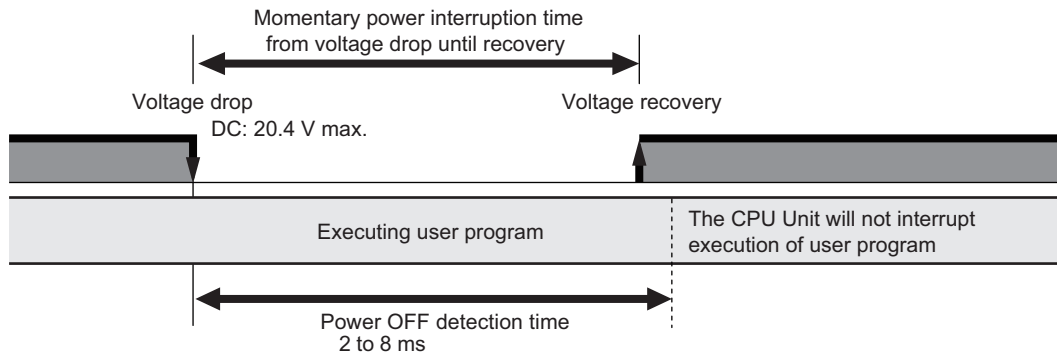 Momentary power interruption time
from voltage drop until recovery
Voltage drop
Voltage recovery
DC: 20.4 V max.
Executing user program
The CPU Unit will not interrupt
execution of user program
Power OFF detection time
2 to 8 ms